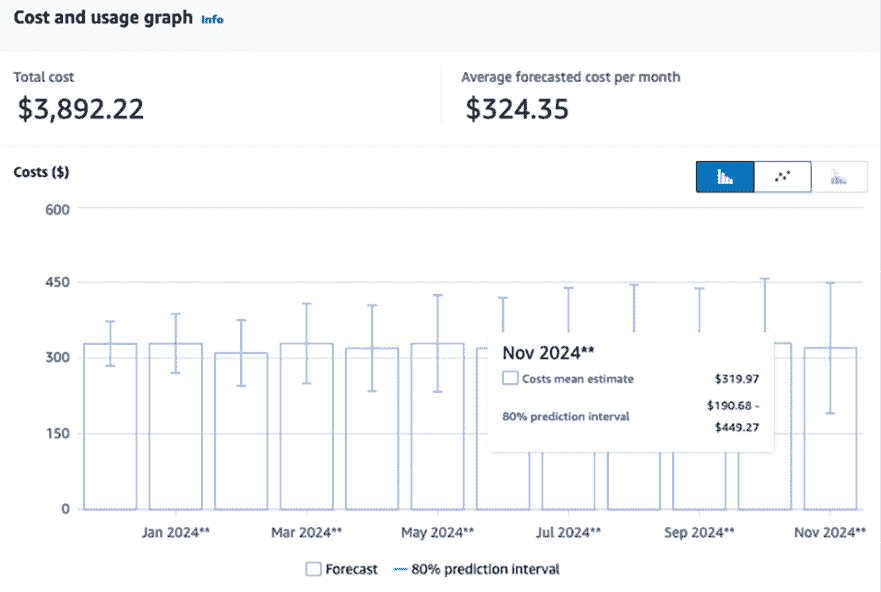 Cost and usage graph Info
Total cost
$3,892.22
Average forecasted cost per month
$324.35
Costs ($)
600
450
300
150
0
Nov 2024**
Costs mean estimate $319.97
80% prediction interval $190.68 -
$449.27
Jan 2024** Mar 2024** May 2024** Jul 2024** Sep 2024** Nov 2024**
Forecast 80% prediction interval